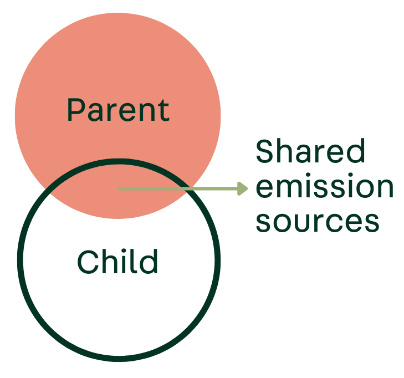 Parent
Shared
emission
sources
Child